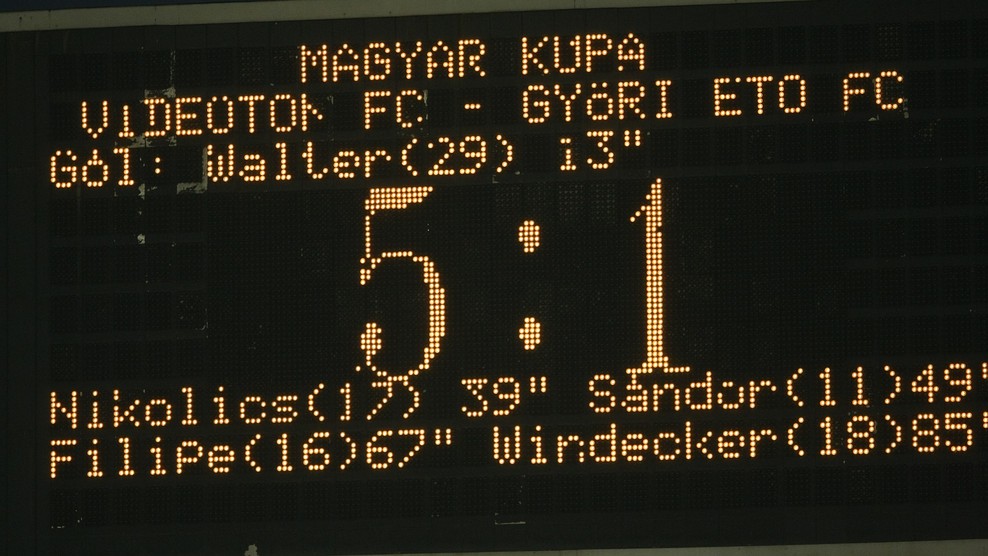 MAGYAR KUPA
VIDEOTON FC - GYÖRI ETO FC
Gól: Walter(29) 13"
5:1
Nikolics(17) 39" Sándor(11)49"
Filipe(16)67" Windecker(18)85"